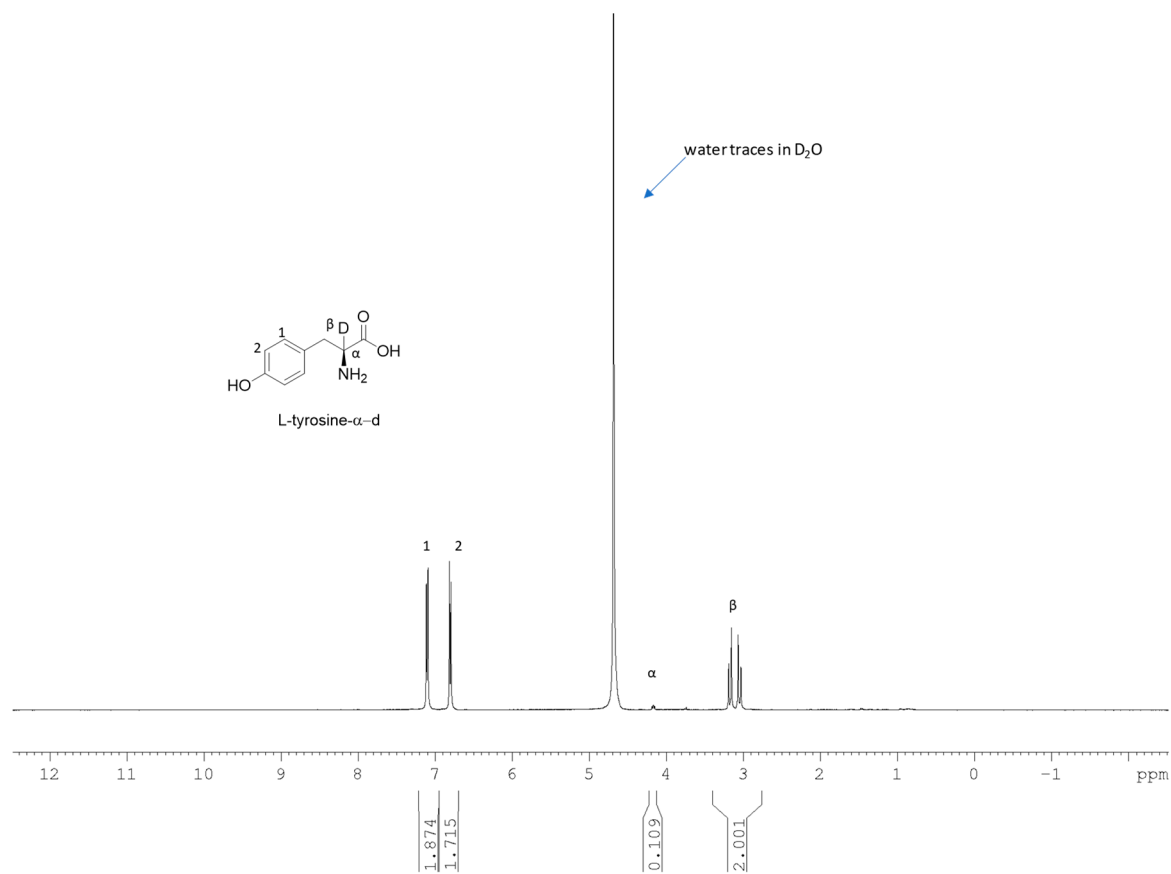 water traces in D₂O
β D O
1
2
α OH
HO NH₂
L-tyrosine-α–d
1 2
β
α
12 11 10 9 8 7 6 5 4 3 2 1 0 −1 ppm
1.874
1.715
0.109
2.001